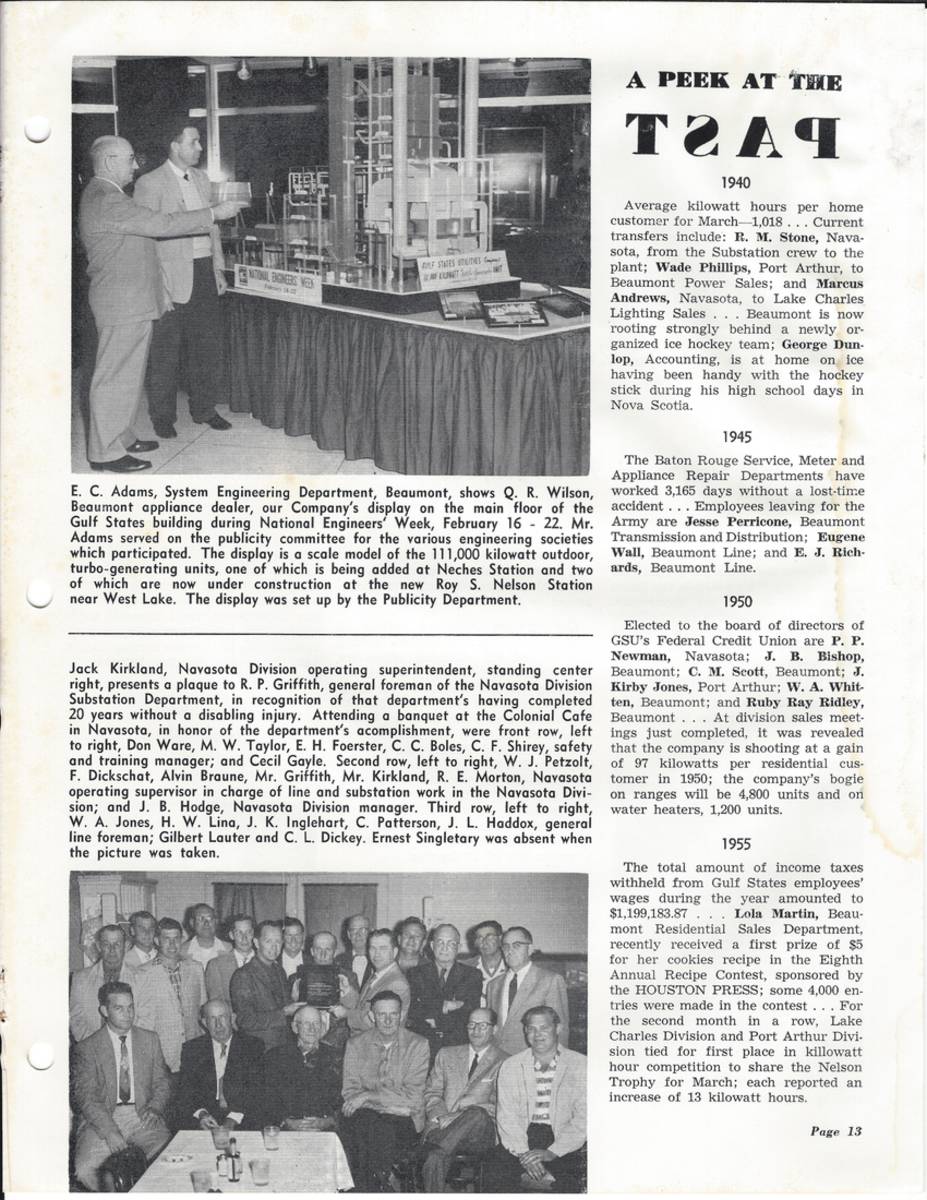 NATIONAL ENGINEERS WEEK
February 16-22
GULF STATES UTILITIES Company's
111,000 KILOWATT
UNIT
E. C. Adams, System Engineering Department, Beaumont, shows Q. R. Wilson,
Beaumont appliance dealer, our Company's display on the main floor of the
Gulf States building during National Engineers' Week, February 16 - 22. Mr.
Adams served on the publicity committee for the various engineering societies
which participated. The display is a scale model of the 111,000 kilowatt outdoor,
turbo-generating units, one of which is being added at Neches Station and two
of which are now under construction at the new Roy S. Nelson Station
near West Lake. The display was set up by the Publicity Department.
Jack Kirkland, Navasota Division operating superintendent, standing center
right, presents a plaque to R. P. Griffith, general foreman of the Navasota Division
Substation Department, in recognition of that department's having completed
20 years without a disabling injury. Attending a banquet at the Colonial Cafe
in Navasota, in honor of the department's acomplishment, were front row, left
to right, Don Ware, M. W. Taylor, E. H. Foerster, C. C. Boles, C. F. Shirey, safety
and training manager; and Cecil Gayle. Second row, left to right, W. J. Petzolt,
F. Dickschat, Alvin Braune, Mr. Griffith, Mr. Kirkland, R. E. Morton, Navasota
operating supervisor in charge of line and substation work in the Navasota Divi-
sion; and J. B. Hodge, Navasota Division manager. Third row, left to right,
W. A. Jones, H. W. Lina, J. K. Inglehart, C. Patterson, J. L. Haddox, general
line foreman; Gilbert Lauter and C. L. Dickey. Ernest Singletary was absent when
the picture was taken.
A PEEK AT THE
PAST
1940
Average kilowatt hours per home
customer for March—1,018 . . . Current
transfers include: R. M. Stone, Nava-
sota, from the Substation crew to the
plant; Wade Phillips, Port Arthur, to
Beaumont Power Sales; and Marcus
Andrews, Navasota, to Lake Charles
Lighting Sales . . . Beaumont is now
rooting strongly behind a newly or-
ganized ice hockey team; George Dun-
lop, Accounting, is at home on ice
having been handy with the hockey
stick during his high school days in
Nova Scotia.
1945
The Baton Rouge Service, Meter and
Appliance Repair Departments have
worked 3,165 days without a lost-time
accident . . . Employees leaving for the
Army are Jesse Perricone, Beaumont
Transmission and Distribution; Eugene
Wall, Beaumont Line; and E. J. Rich-
ards, Beaumont Line.
1950
Elected to the board of directors of
GSU's Federal Credit Union are P. P.
Newman, Navasota; J. B. Bishop,
Beaumont; C. M. Scott, Beaumont; J.
Kirby Jones, Port Arthur; W. A. Whit-
ten, Beaumont; and Ruby Ray Ridley,
Beaumont . . . At division sales meet-
ings just completed, it was revealed
that the company is shooting at a gain
of 97 kilowatts per residential cus-
tomer in 1950; the company's bogie
on ranges will be 4,800 units and on
water heaters, 1,200 units.
1955
The total amount of income taxes
withheld from Gulf States employees'
wages during the year amounted to
$1,199,183.87 . . . Lola Martin, Beau-
mont Residential Sales Department,
recently received a first prize of $5
for her cookies recipe in the Eighth
Annual Recipe Contest, sponsored by
the HOUSTON PRESS; some 4,000 en-
tries were made in the contest . . . For
the second month in a row, Lake
Charles Division and Port Arthur Divi-
sion tied for first place in killowatt
hour competition to share the Nelson
Trophy for March; each reported an
increase of 13 kilowatt hours.
Page 13